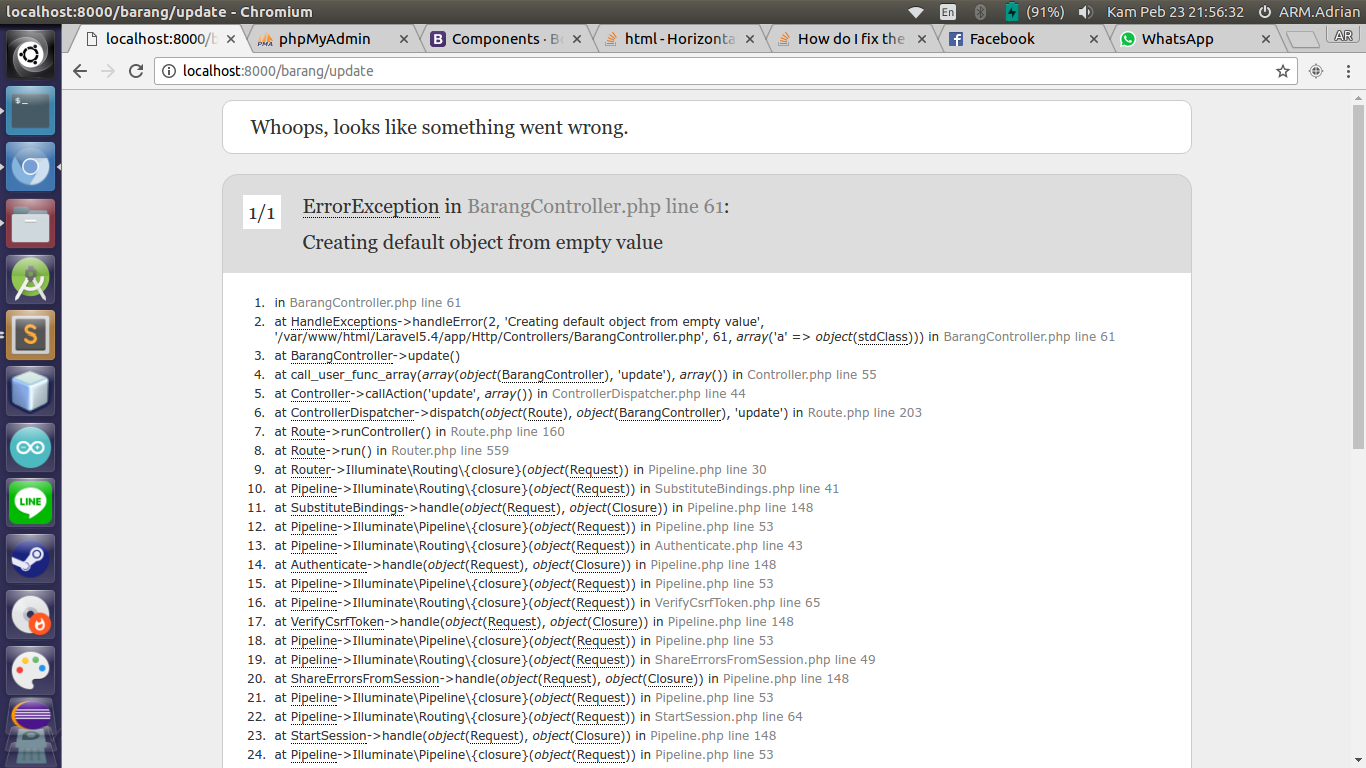 localhost:8000/barang/update - Chromium
En
(91%)
Kam Peb 23 21:56:32
ARM.Adrian
localhost:8000/b
phpMyAdmin
Components · Bo
html - Horizonta
How do I fix the
Facebook
WhatsApp
AR
localhost:8000/barang/update
Whoops, looks like something went wrong.
1/1
ErrorException in BarangController.php line 61:
Creating default object from empty value
1. in BarangController.php line 61
2. at HandleExceptions->handleError(2, 'Creating default object from empty value',
'/var/www/html/Laravel5.4/app/Http/Controllers/BarangController.php', 61, array('a' => object(stdClass))) in BarangController.php line 61
3. at BarangController->update()
4. at call_user_func_array(array(object(BarangController), 'update'), array()) in Controller.php line 55
5. at Controller->callAction('update', array()) in ControllerDispatcher.php line 44
6. at ControllerDispatcher->dispatch(object(Route), object(BarangController), 'update') in Route.php line 203
7. at Route->runController() in Route.php line 160
8. at Route->run() in Router.php line 559
9. at Router->Illuminate\Routing\{closure}(object(Request)) in Pipeline.php line 30
10. at Pipeline->Illuminate\Routing\{closure}(object(Request)) in SubstituteBindings.php line 41
11. at SubstituteBindings->handle(object(Request), object(Closure)) in Pipeline.php line 148
12. at Pipeline->Illuminate\Pipeline\{closure}(object(Request)) in Pipeline.php line 53
13. at Pipeline->Illuminate\Routing\{closure}(object(Request)) in Authenticate.php line 43
14. at Authenticate->handle(object(Request), object(Closure)) in Pipeline.php line 148
15. at Pipeline->Illuminate\Pipeline\{closure}(object(Request)) in Pipeline.php line 53
16. at Pipeline->Illuminate\Routing\{closure}(object(Request)) in VerifyCsrfToken.php line 65
17. at VerifyCsrfToken->handle(object(Request), object(Closure)) in Pipeline.php line 148
18. at Pipeline->Illuminate\Pipeline\{closure}(object(Request)) in Pipeline.php line 53
19. at Pipeline->Illuminate\Routing\{closure}(object(Request)) in ShareErrorsFromSession.php line 49
20. at ShareErrorsFromSession->handle(object(Request), object(Closure)) in Pipeline.php line 148
21. at Pipeline->Illuminate\Pipeline\{closure}(object(Request)) in Pipeline.php line 53
22. at Pipeline->Illuminate\Routing\{closure}(object(Request)) in StartSession.php line 64
23. at StartSession->handle(object(Request), object(Closure)) in Pipeline.php line 148
24. at Pipeline->Illuminate\Pipeline\{closure}(object(Request)) in Pipeline.php line 53
LINE